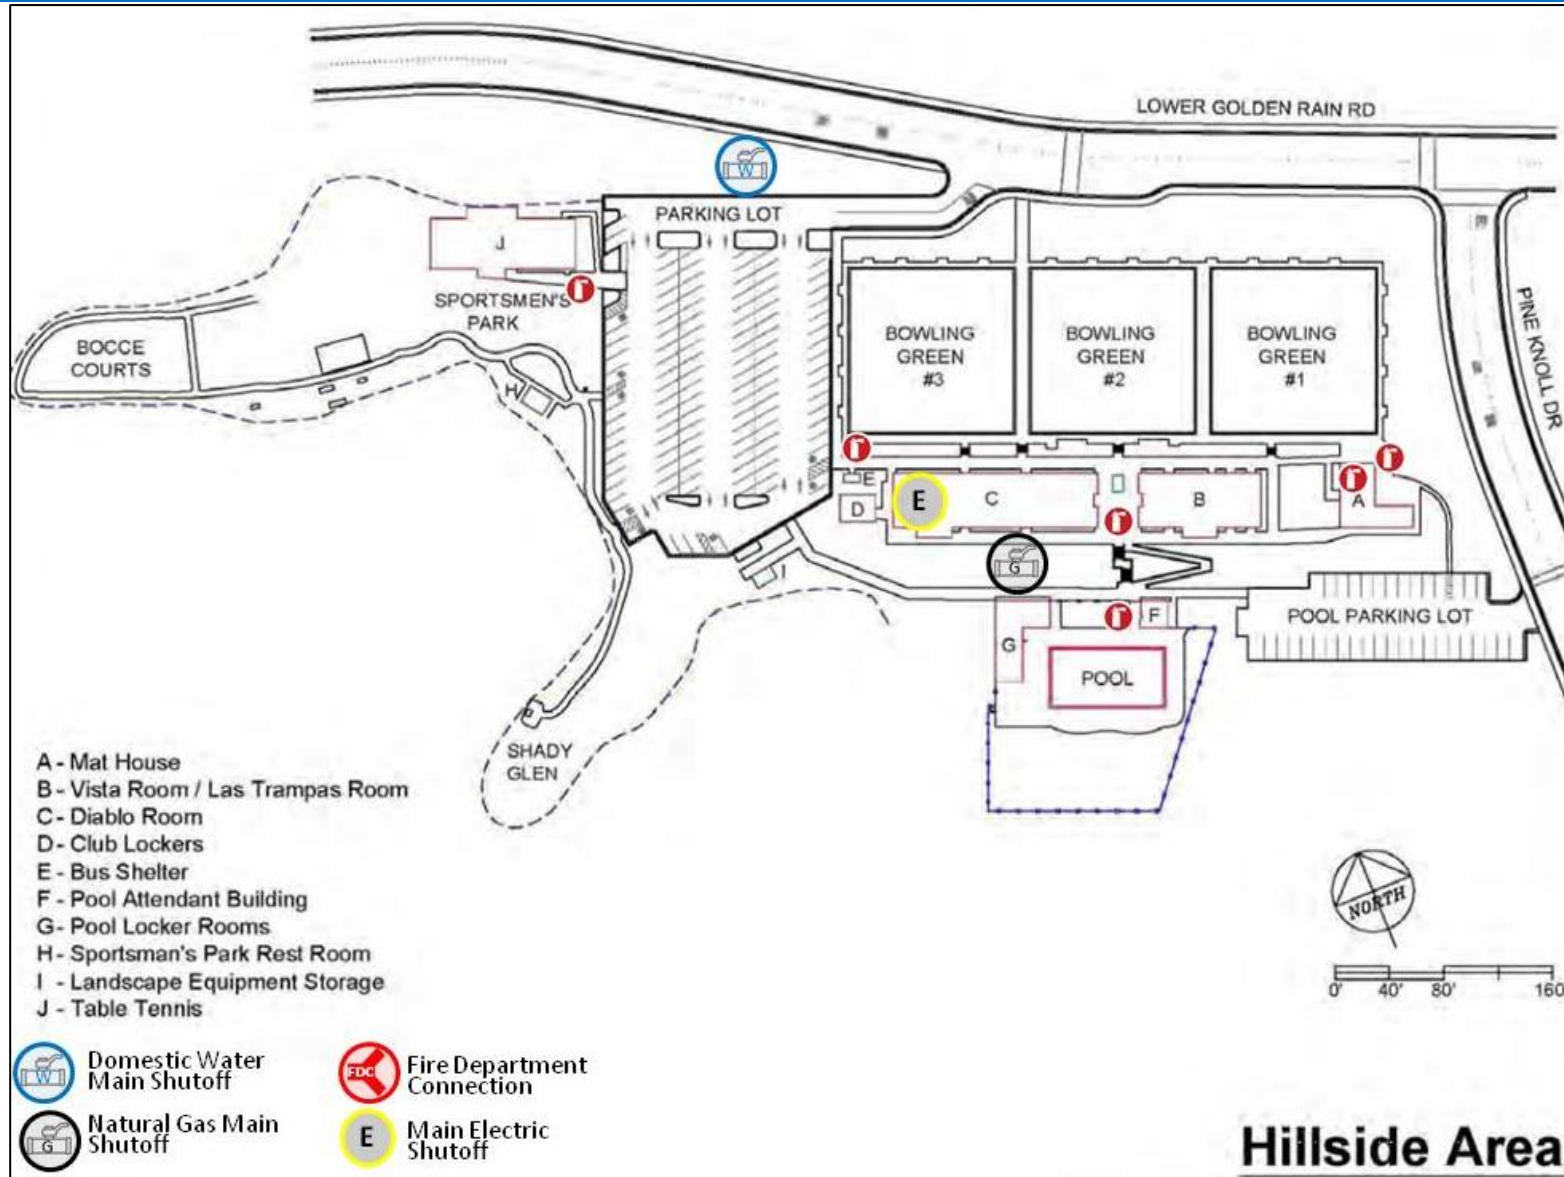 LOWER GOLDEN RAIN RD
W
PARKING LOT
J
SPORTSMEN'S
PARK
BOCCE
COURTS
H
BOWLING
GREEN
#3
BOWLING
GREEN
#2
BOWLING
GREEN
#1
PINE KNOLL DR
E
D
E
C
B
A
G
I
F
G
POOL
POOL PARKING LOT
SHADY
GLEN
A - Mat House
B - Vista Room / Las Trampas Room
C - Diablo Room
D - Club Lockers
E - Bus Shelter
F - Pool Attendant Building
G - Pool Locker Rooms
H - Sportsman's Park Rest Room
I - Landscape Equipment Storage
J - Table Tennis
NORTH
0' 40' 80' 160'
W
Domestic Water
Main Shutoff
FDC
Fire Department
Connection
G
Natural Gas Main
Shutoff
E
Main Electric
Shutoff
Hillside Area